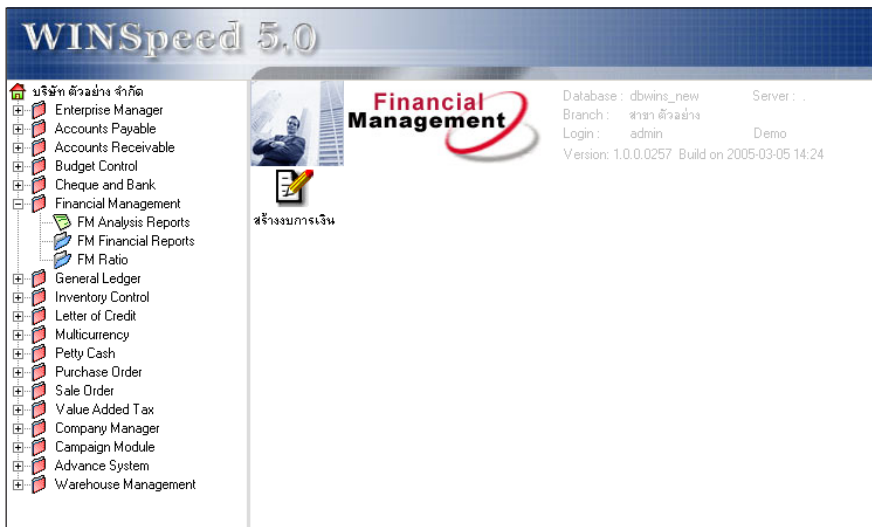 WINSpeed 5.0
บริษัท ตัวอย่าง จำกัด
Enterprise Manager
Accounts Payable
Accounts Receivable
Budget Control
Cheque and Bank
Financial Management
FM Analysis Reports
FM Financial Reports
FM Ratio
General Ledger
Inventory Control
Letter of Credit
Multicurrency
Petty Cash
Purchase Order
Sale Order
Value Added Tax
Company Manager
Campaign Module
Advance System
Warehouse Management
Financial
Management
Database : dbwins_new Server : .
Branch : สาขา ตัวอย่าง
Login : admin Demo
Version: 1.0.0.0257 Build on 2005-03-05 14:24
สร้างงบการเงิน